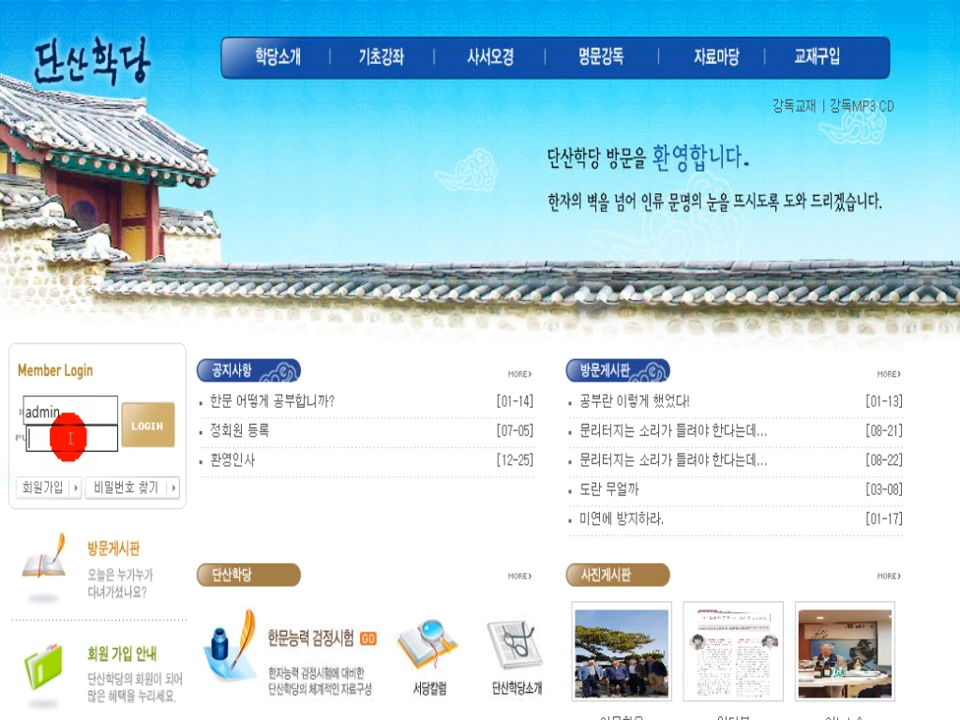 단산학당
학당소개 | 기초강좌 | 사서오경 | 명문강독 | 자료마당 | 교재구입
강독교재 | 강독MP3 CD
단산학당 방문을 환영합니다.
한자의 벽을 넘어 인류 문명의 눈을 뜨시도록 도와 드리겠습니다.
Member Login
admin
LOGIN
회원가입
비밀번호 찾기
공지사항
MORE
한문 어떻게 공부합니까? [01-14]
정회원 등록 [07-05]
환영인사 [12-25]
방문게시판
MORE
공부란 이렇게 했었다! [01-13]
문리터지는 소리가 들려야 한다는데... [08-21]
문리터지는 소리가 들려야 한다는데... [08-22]
도란 무얼까 [03-08]
미연에 방지하라. [01-17]
방문게시판
오늘은 누가누가
다녀가셨나요?
회원 가입 안내
단산학당의 회원이 되어
많은 혜택을 누리세요.
단산학당
MORE
한문능력 검정시험 GO
한자능력 검정시험에 대비한
단산학당의 체계적인 자료구성
서당칼럼
단산학당소개
사진게시판
MORE